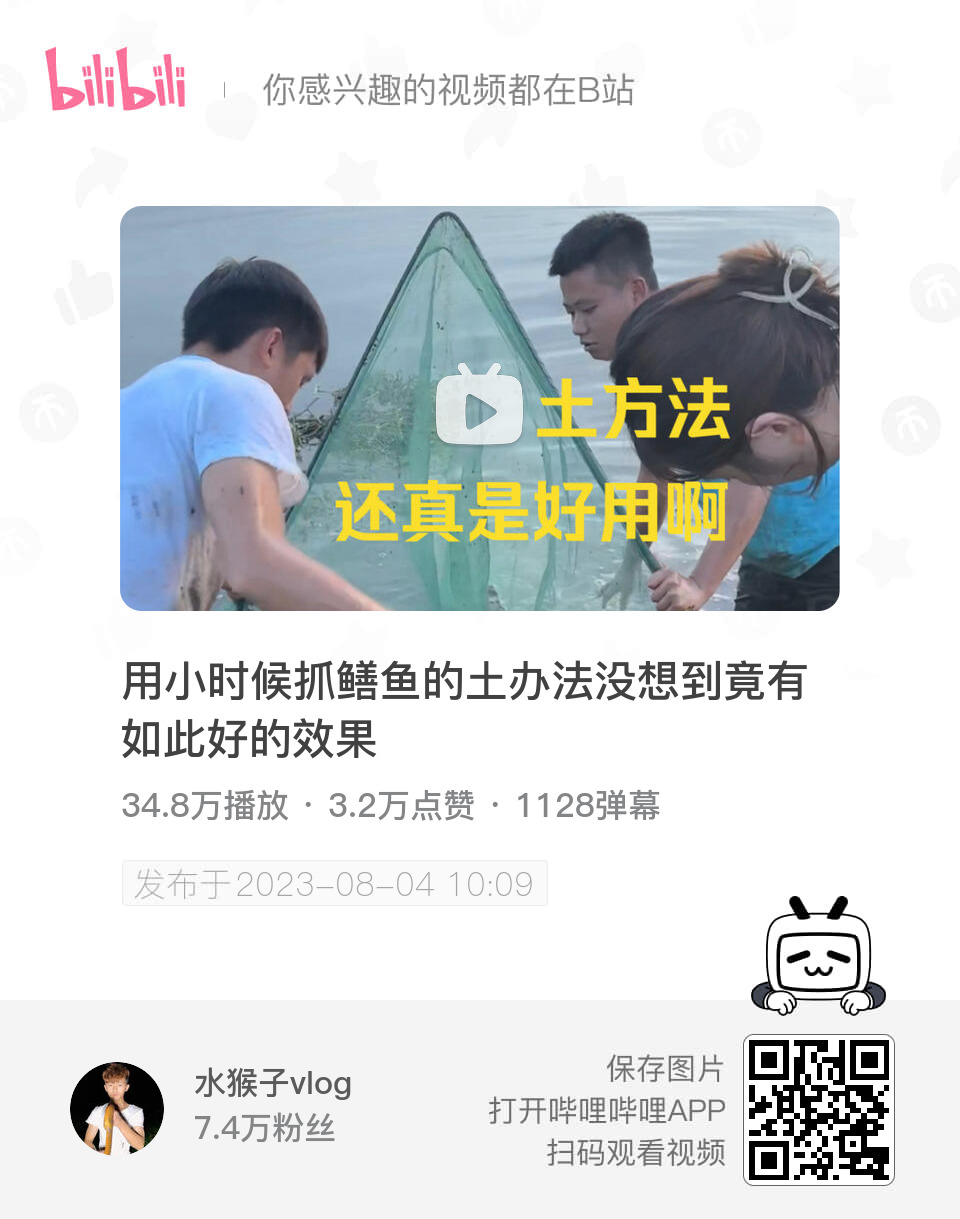 bilibili
你感兴趣的视频都在B站
土方法
还真是好用啊
用小时候抓鳝鱼的土办法没想到竟有
如此好的效果
34.8万播放 · 3.2万点赞 · 1128弹幕
发布于2023-08-04 10:09
水猴子vlog
7.4万粉丝
保存图片
打开哔哩哔哩APP
扫码观看视频